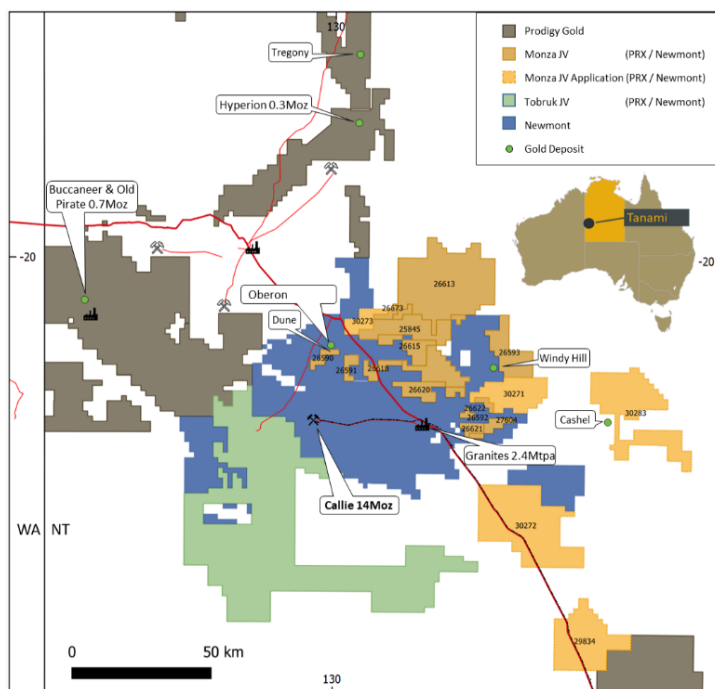 130
Tregony
Hyperion 0.3Moz
Buccaneer & Old
Pirate 0.7Moz
Prodigy Gold
Monza JV (PRX / Newmont)
Monza JV Application (PRX / Newmont)
Tobruk JV (PRX / Newmont)
Newmont
Gold Deposit
Tanami
-20
-20
26613
Oberon
26673
30273
25845
Dune
26615
26593
26590
Windy Hill
26591
26618
26620
30271
30283
26622
Cashel
26592
27604
26621
Granites 2.4Mtpa
Callie 14Moz
30272
WA
NT
29834
0
50 km
130